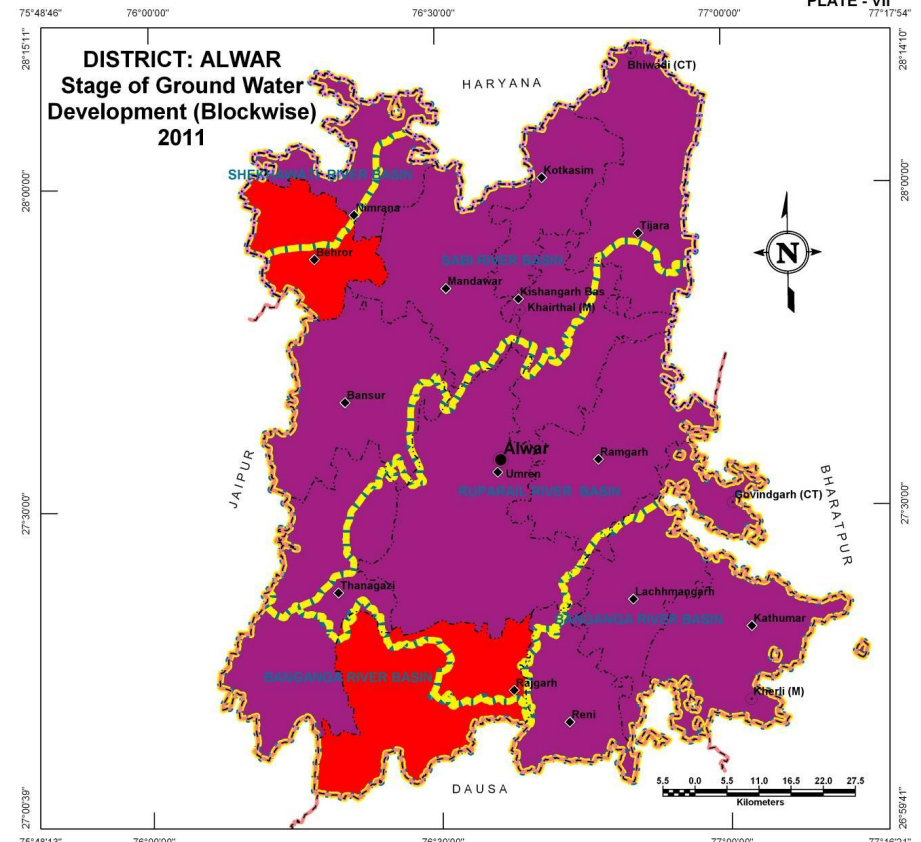 PLATE - VII
75°48'46"
76°00'00"
76°30'00"
77°00'00"
77°17'54"
28°15'11"
28°14'10"
DISTRICT: ALWAR
Stage of Ground Water
Development (Blockwise)
2011
HARYANA
Bhiwadi (CT)
SHEKHAWATI RIVER BASIN
Kotkasim
28°00'00"
28°00'00"
Nimrana
Tijara
N
Behror
SABI RIVER BASIN
Mandawar
Kishangarh Bas
Khairthal (M)
Bansur
Alwar
Ramgarh
Umren
JAIPUR
RUPARAIL RIVER BASIN
Govindgarh (CT)
BHARATPUR
27°30'00"
27°30'00"
Thanagazi
Lachhmangarh
BANGANGA RIVER BASIN
Kathumar
BANGANGA RIVER BASIN
Rajgarh
Kherli (M)
Reni
DAUSA
5.5 0.0 5.5 11.0 16.5 22.0 27.5
Kilometers
27°00'39"
26°59'41"
75°48'13"
76°00'00"
76°30'00"
77°00'00"
77°16'24"